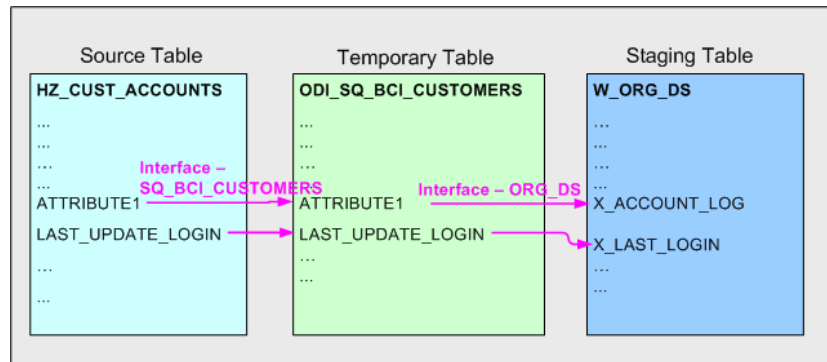 Source Table
HZ_CUST_ACCOUNTS
...
...
...
...
ATTRIBUTE1
LAST_UPDATE_LOGIN
...
...
Interface –
SQ_BCI_CUSTOMERS
Temporary Table
ODI_SQ_BCI_CUSTOMERS
...
...
...
...
ATTRIBUTE1
LAST_UPDATE_LOGIN
...
...
Interface – ORG_DS
Staging Table
W_ORG_DS
...
...
...
...
X_ACCOUNT_LOG
X_LAST_LOGIN
...
...